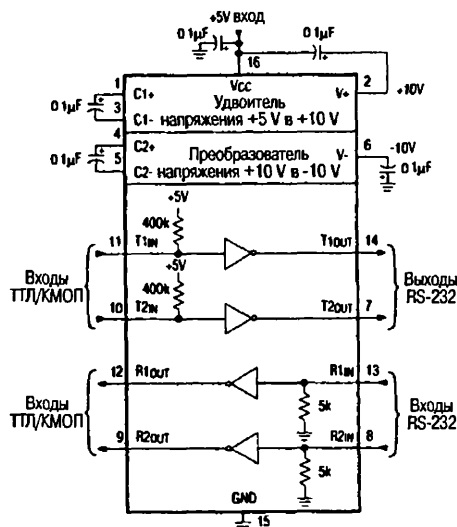 +5V ВХОД
0 1µF
0 1µF
16
1
Vcc
2
C1+
Удвоитель
V+
+10V
0 1µF
3
C1-
напряжения +5 V в +10 V
4
C2+
Преобразователь
6
-10V
0 1µF
5
V-
C2-
напряжения +10 V в -10 V
0 1µF
+5V
400k
11
T1IN
T1OUT
14
Входы
ТТЛ/КМОП
+5V
Выходы
RS-232
400k
10
T2IN
T2OUT
7
12
R1OUT
R1IN
13
Входы
ТТЛ/КМОП
5k
Входы
RS-232
9
R2OUT
R2IN
8
5k
GND
15